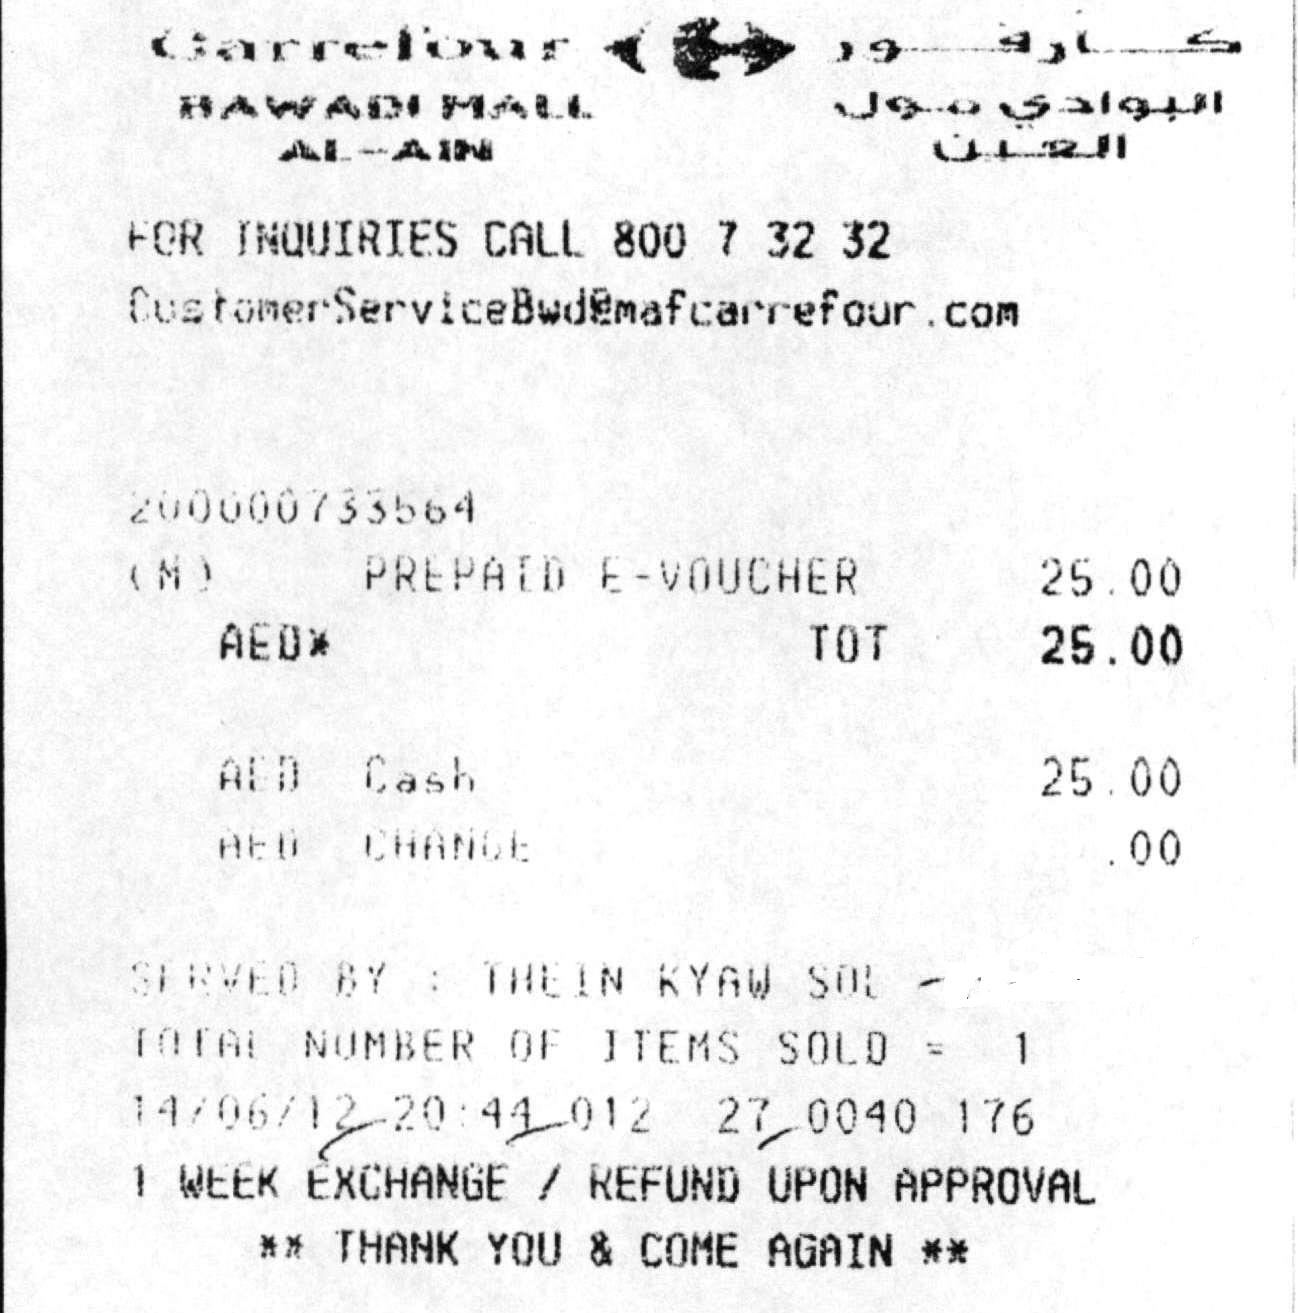 Carrefour كارفور
BAWADI MALL البوادي مول
AL-AIN العين
FOR INQUIRIES CALL 800 7 32 32
CustomerServiceBwd@mafcarrefour.com
200000733564
(M) PREPAID E-VOUCHER 25.00
AED* TOT 25.00
AED Cash 25.00
AED CHANGE .00
SERVED BY : THEIN KYAW SOE -
TOTAL NUMBER OF ITEMS SOLD = 1
14/06/12 20:44 012 27 0040 176
1 WEEK EXCHANGE / REFUND UPON APPROVAL
** THANK YOU & COME AGAIN **